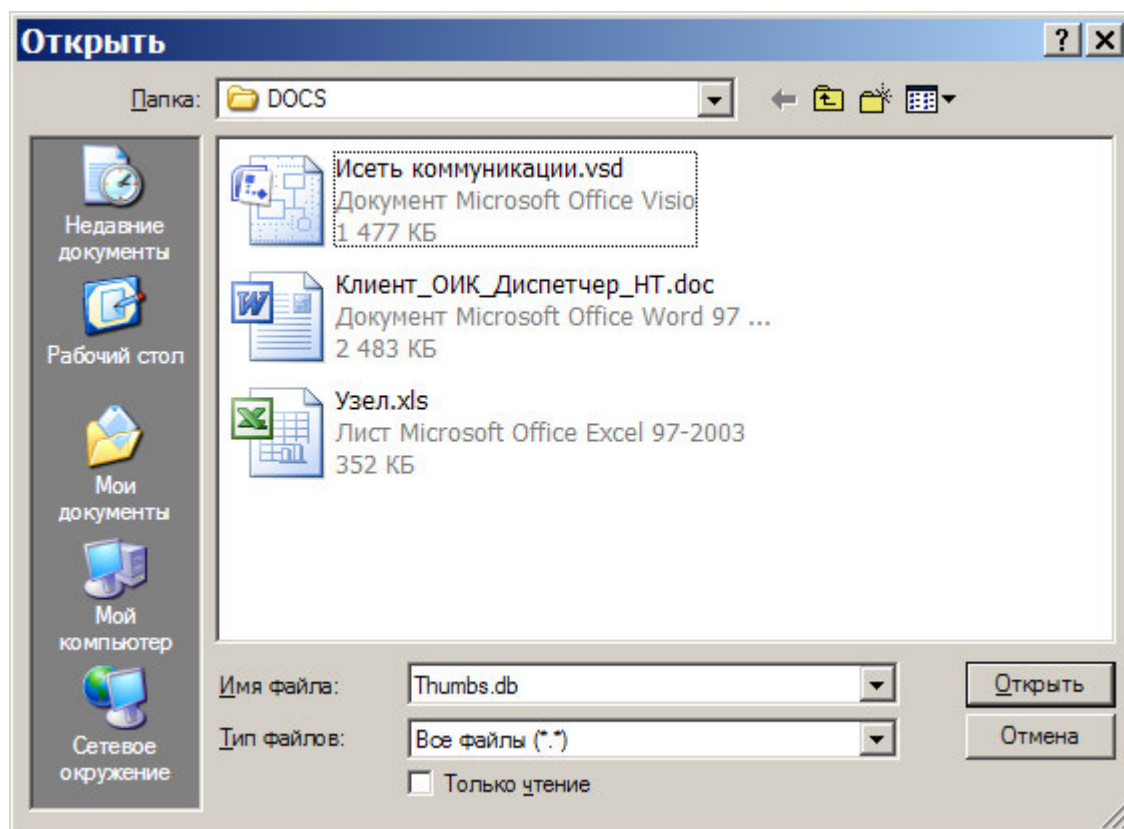 Открыть
Папка:
DOCS
Недавние
документы
Рабочий стол
Мои
документы
Мой
компьютер
Сетевое
окружение
Исеть коммуникации.vsd
Документ Microsoft Office Visio
1 477 КБ
Клиент_ОИК_Диспетчер_НТ.doc
Документ Microsoft Office Word 97 ...
2 483 КБ
Узел.xls
Лист Microsoft Office Excel 97-2003
352 КБ
Имя файла:
Thumbs.db
Открыть
Тип файлов:
Все файлы (*.*)
Отмена
Только чтение